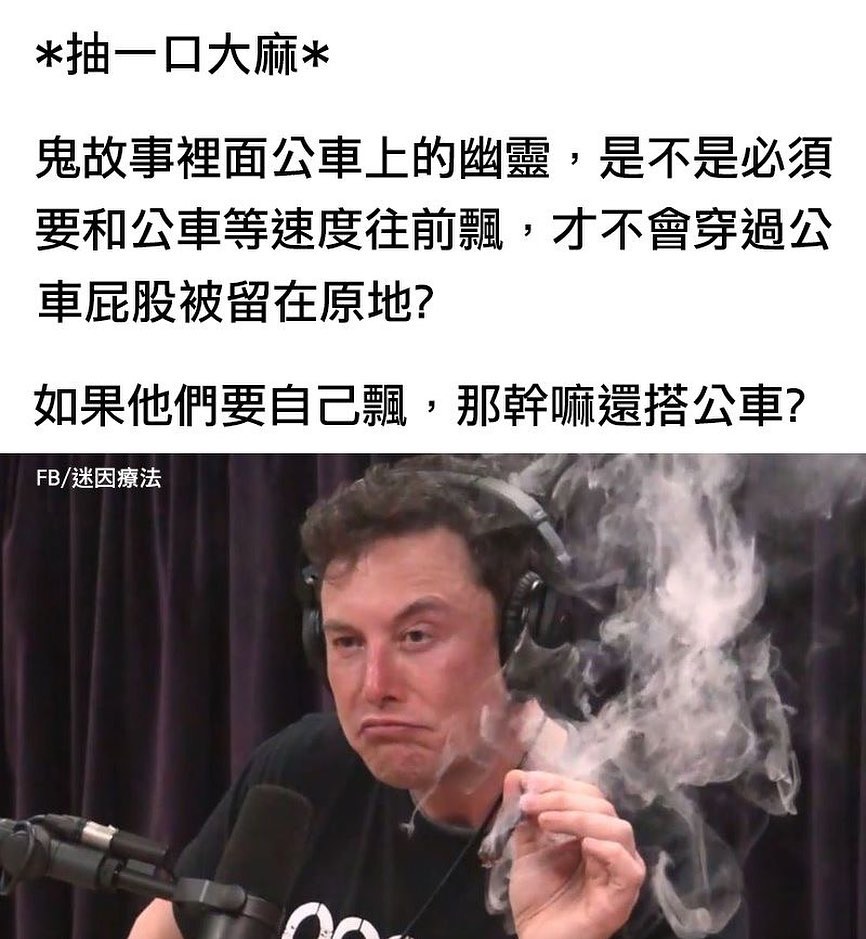 *抽一口大麻*
鬼故事裡面公車上的幽靈，是不是必須
要和公車等速度往前飄，才不會穿過公
車屁股被留在原地?
如果他們要自己飄，那幹嘛還搭公車?
FB/迷因療法